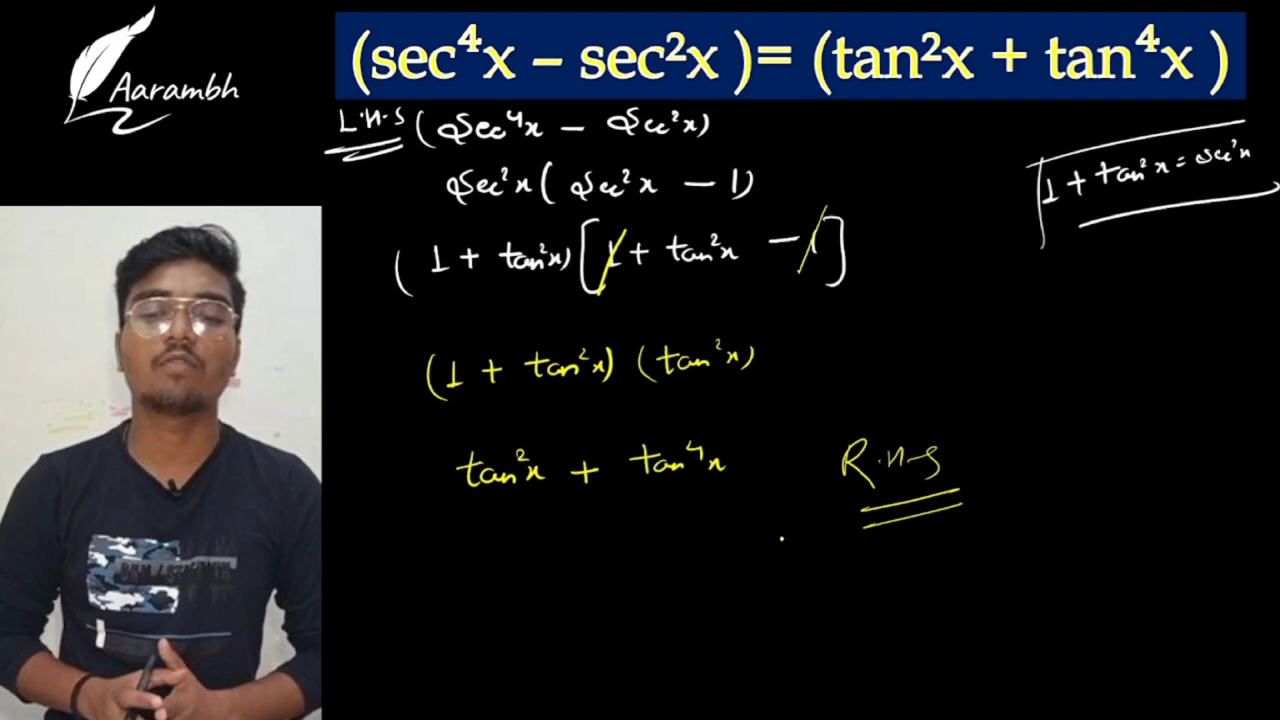 Aarambh
(sec⁴x – sec²x )= (tan²x + tan⁴x )
L.H.S (Sec⁴x – Sec²x)
1 + tan²x = sec²x
Sec²x ( Sec²x – 1)
(1 + tan²x) [1 + tan²x – 1]
(1 + tan²x) (tan²x)
tan²x + tan⁴x R.H.S